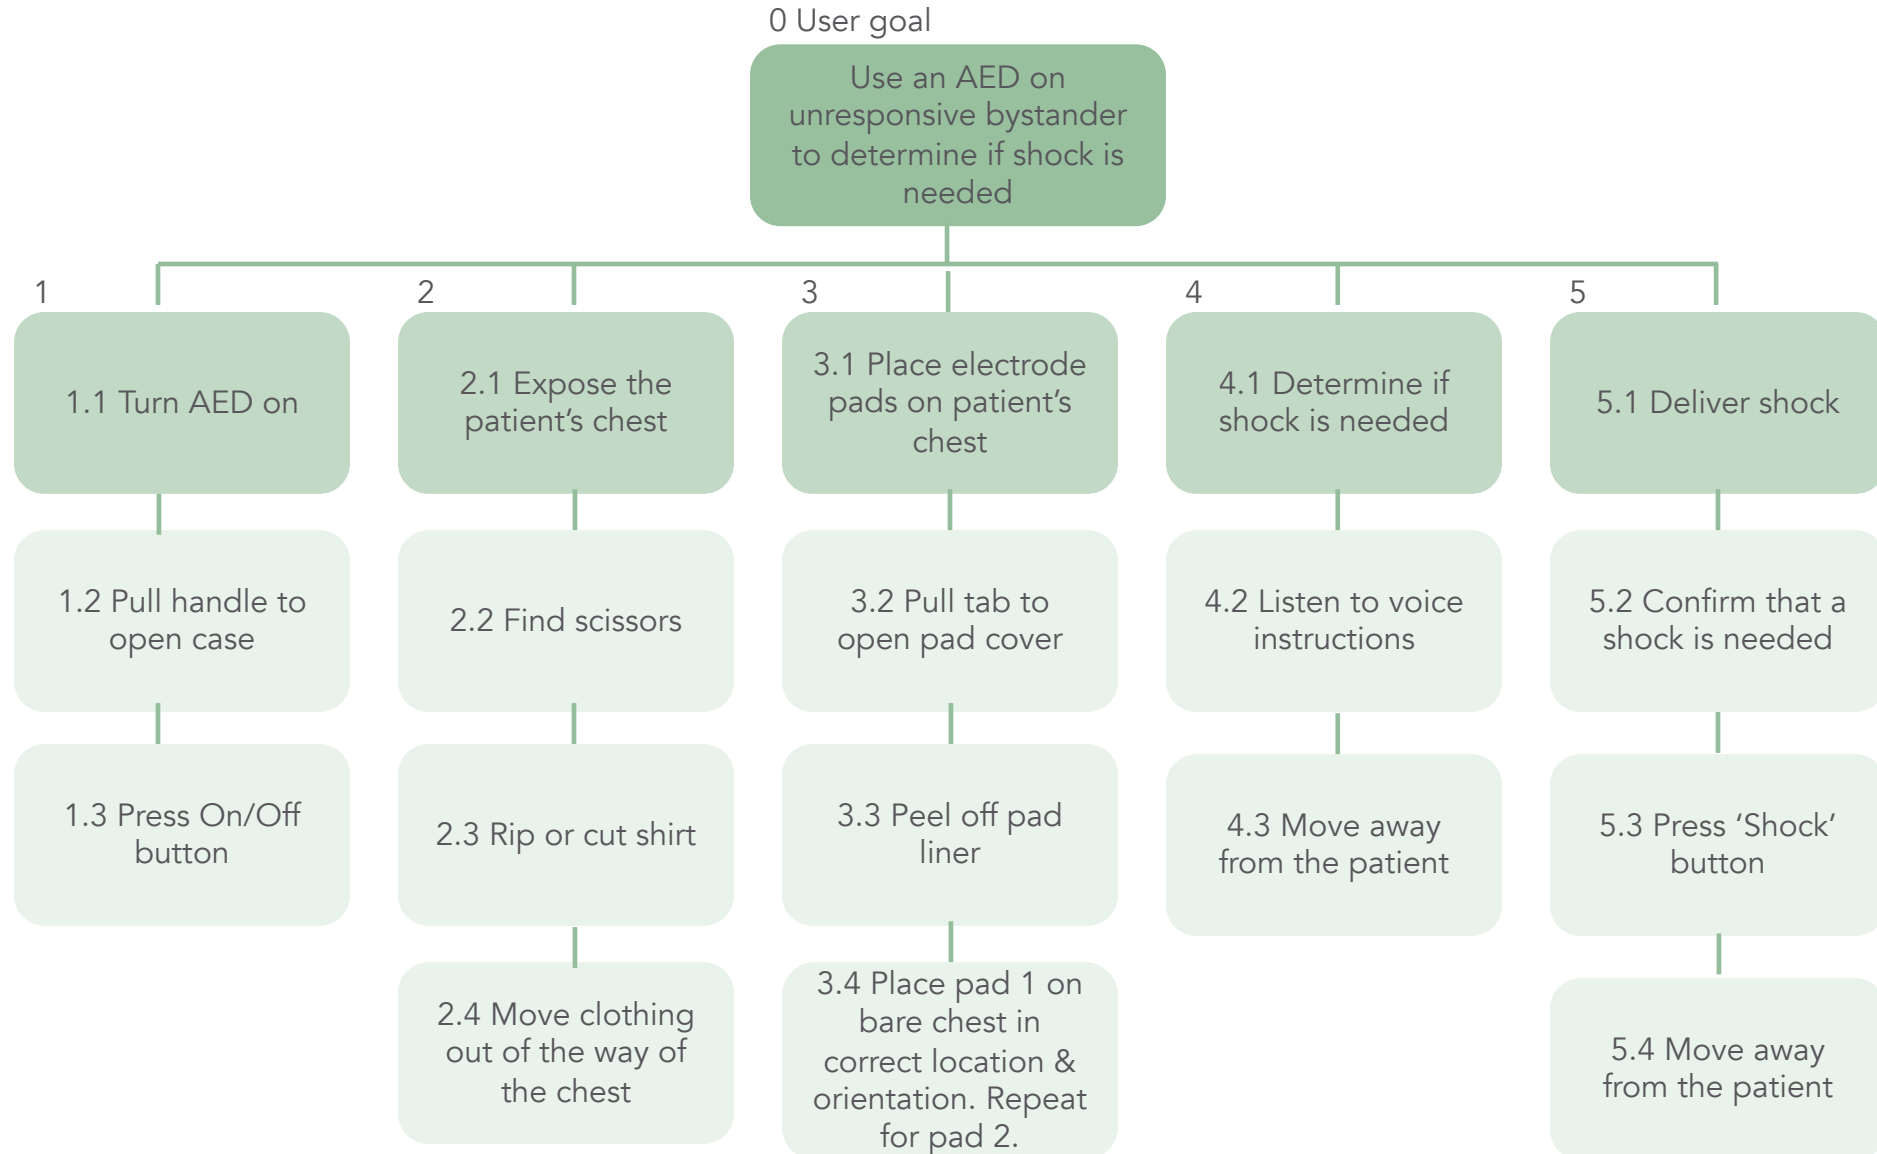 0 User goal
Use an AED on
unresponsive bystander
to determine if shock is
needed
1
1.1 Turn AED on
1.2 Pull handle to
open case
1.3 Press On/Off
button
2
2.1 Expose the
patient’s chest
2.2 Find scissors
2.3 Rip or cut shirt
2.4 Move clothing
out of the way of
the chest
3
3.1 Place electrode
pads on patient’s
chest
3.2 Pull tab to
open pad cover
3.3 Peel off pad
liner
3.4 Place pad 1 on
bare chest in
correct location &
orientation. Repeat
for pad 2.
4
4.1 Determine if
shock is needed
4.2 Listen to voice
instructions
4.3 Move away
from the patient
5
5.1 Deliver shock
5.2 Confirm that a
shock is needed
5.3 Press ‘Shock’
button
5.4 Move away
from the patient